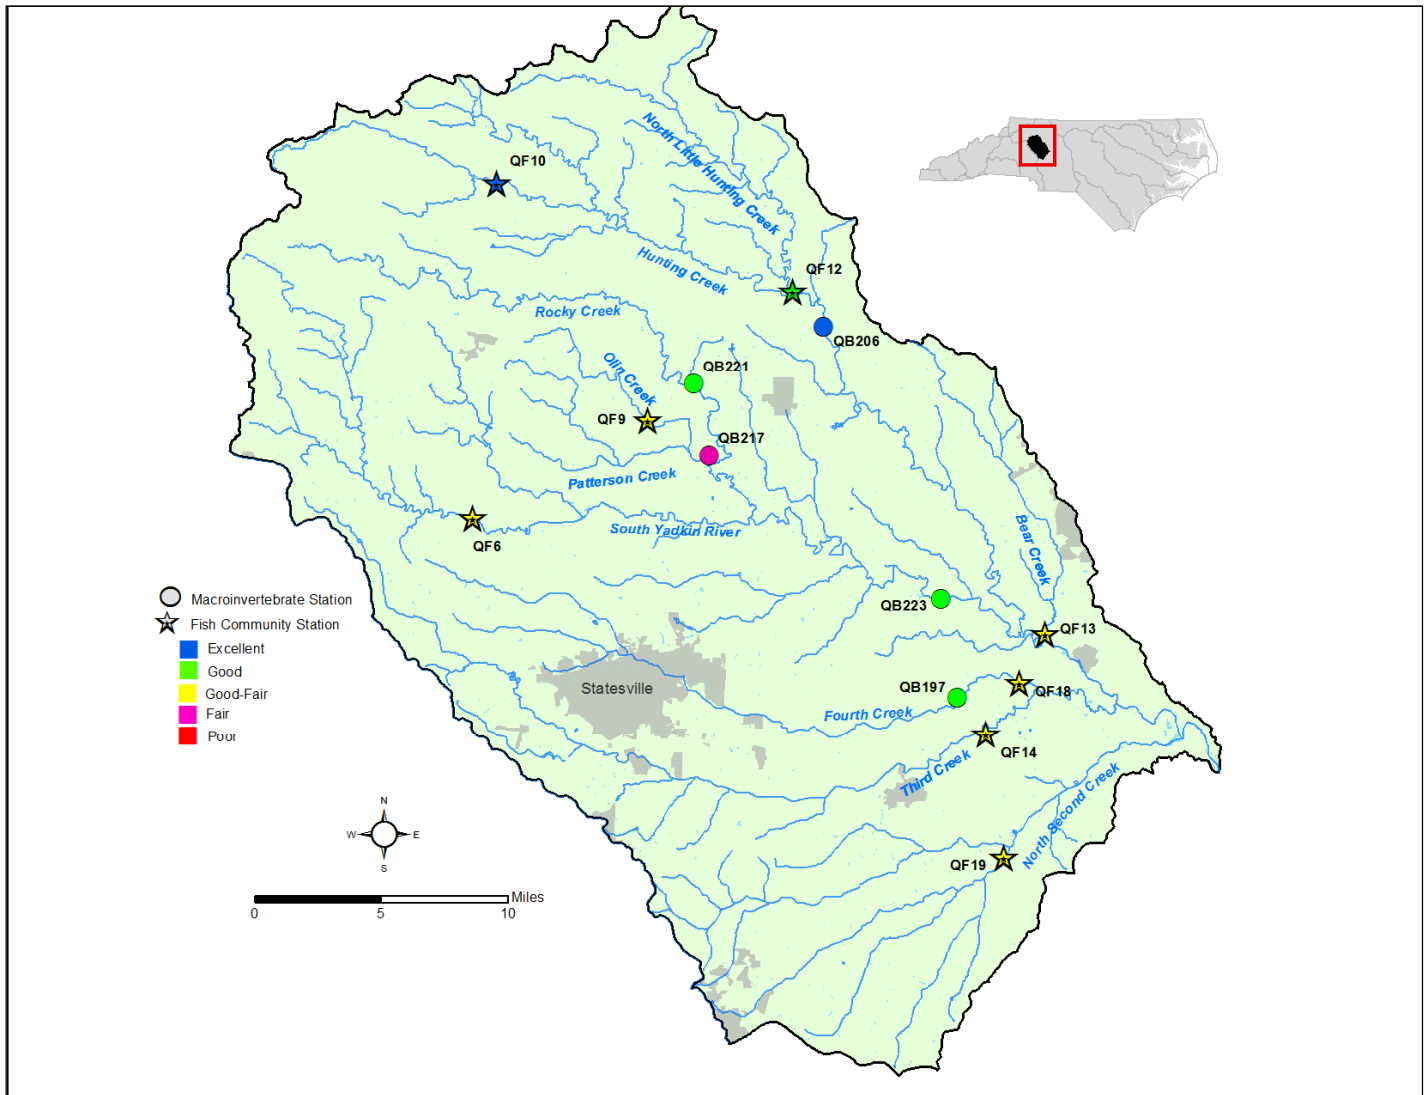 North Little Hunting Creek
QF10
QF12
Hunting Creek
Rocky Creek
QB206
QB221
Olin Creek
QF9
QB217
Patterson Creek
South Yadkin River
QF6
Bear Creek
Macroinvertebrate Station
Fish Community Station
Excellent
Good
Good-Fair
Fair
Poor
QB223
QF13
Statesville
QB197
QF18
Fourth Creek
QF14
Third Creek
North Second Creek
QF19
N
W
E
S
Miles
0
5
10